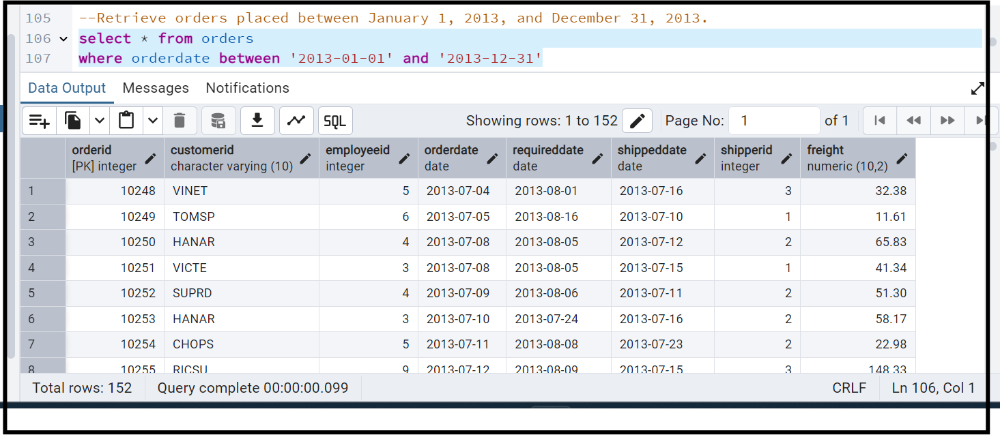 105 --Retrieve orders placed between January 1, 2013, and December 31, 2013.
106 select * from orders
107 where orderdate between '2013-01-01' and '2013-12-31'
Data Output Messages Notifications
SQL Showing rows: 1 to 152 Page No: 1 of 1
orderid customerid employeeid orderdate requireddate shippeddate shipperid freight
[PK] integer character varying (10) integer date date date integer numeric (10,2)
1 10248 VINET 5 2013-07-04 2013-08-01 2013-07-16 3 32.38
2 10249 TOMSP 6 2013-07-05 2013-08-16 2013-07-10 1 11.61
3 10250 HANAR 4 2013-07-08 2013-08-05 2013-07-12 2 65.83
4 10251 VICTE 3 2013-07-08 2013-08-05 2013-07-15 1 41.34
5 10252 SUPRD 4 2013-07-09 2013-08-06 2013-07-11 2 51.30
6 10253 HANAR 3 2013-07-10 2013-07-24 2013-07-16 2 58.17
7 10254 CHOPS 5 2013-07-11 2013-08-08 2013-07-23 2 22.98
8 10255 RICSU 9 2013-07-12 2013-08-09 2013-07-15 3 148.33
Total rows: 152 Query complete 00:00:00.099 CRLF Ln 106, Col 1